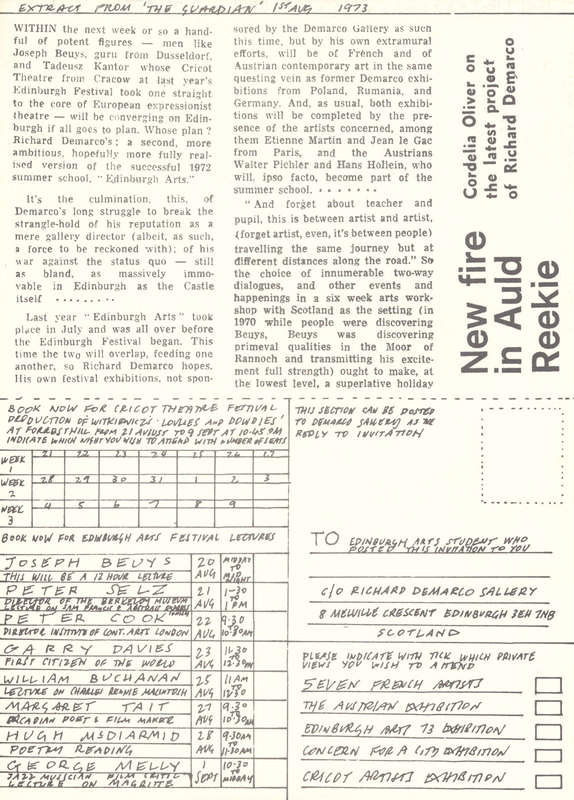 EXTRACT FROM 'THE GUARDIAN' 1ST AUG 1973
WITHIN the next week or so a hand-
ful of potent figures — men like
Joseph Beuys, guru from Dusseldorf,
and Tadeusz Kantor whose Cricot
Theatre from Cracow at last year's
Edinburgh Festival took one straight
to the core of European expressionist
theatre — will be converging on Edin-
burgh if all goes to plan. Whose plan?
Richard Demarco's; a second, more
ambitious, hopefully more fully real-
ised version of the successful 1972
summer school, "Edinburgh Arts."
It's the culmination, this, of
Demarco's long struggle to break the
strangle-hold of his reputation as a
mere gallery director (albeit, as such,
a force to be reckoned with); of his
war against the status quo — still
as bland, as massively immo-
vable in Edinburgh as the Castle
itself ·········
Last year "Edinburgh Arts" took
place in July and was all over before
the Edinburgh Festival began. This
time the two will overlap, feeding one
another, so Richard Demarco hopes.
His own festival exhibitions, not spon-
sored by the Demarco Gallery as such
this time, but by his own extramural
efforts, will be of French and of
Austrian contemporary art in the same
questing vein as former Demarco exhi-
bitions from Poland, Rumania, and
Germany. And, as usual, both exhibi-
tions will be completed by the pre-
sence of the artists concerned, among
them Etienne Martin and Jean le Gac
from Paris, and the Austrians
Walter Pichler and Hans Hollein, who
will, ipso facto, become part of the
summer school. ·······
"And forget about teacher and
pupil, this is between artist and artist,
(forget artist, even, it's between people)
travelling the same journey but at
different distances along the road." So
the choice of innumerable two-way
dialogues, and other events and
happenings in a six week arts work-
shop with Scotland as the setting (in
1970 while people were discovering
Beuys, Beuys was discovering
primeval qualities in the Moor of
Rannoch and transmitting his excite-
ment full strength) ought to make, at
the lowest level, a superlative holiday
New fire
in Auld
Reekie
Cordelia Oliver on
the latest project
of Richard Demarco
BOOK NOW FOR CRICOT THEATRE FESTIVAL
PRODUCTION OF WITKIEWICZ'S 'LOVLIES AND DOWDIES'
AT FORRESTHILL FROM 21 AUGUST TO 9 SEPT AT 10.45 PM
INDICATE WHICH NIGHT YOU WISH TO ATTEND WITH NUMBER OF SEATS
WEEK 1 21 22 23 24 25 26 27
WEEK 2 28 29 30 31 1 2 3
WEEK 3 4 5 6 7 8 9
BOOK NOW FOR EDINBURGH ARTS FESTIVAL LECTURES
JOSEPH BEUYS 20 AUG MIDDAY TO MIDNIGHT
THIS WILL BE A 12 HOUR LECTURE
PETER SELZ 21 AUG 1-30 TO 1 PM
DIRECTOR OF THE BERKELEY MUSEUM
LECTURE ON SAM FRANCIS & ABSTRACT
PETER COOK 22 AUG 9.30 TO 10.30AM
DIRECTOR INSTITUTE OF CONT. ARTS LONDON
GARRY DAVIES 23 AUG 11.30 TO 12.30PM
FIRST CITIZEN OF THE WORLD
WILLIAM BUCHANAN 25 AUG 11AM TO 12.30
LECTURE ON CHARLES RENNIE MACINTOSH
MARGARET TAIT 27 AUG 9.30 TO 10.30AM
ORCADIAN POET & FILM MAKER
HUGH McDIARMID 28 AUG 9.30AM TO 11.30AM
POETRY READING
GEORGE MELLY 1 SEPT 10.30 TO MIDDAY
JAZZ MUSICIAN FILM CRITIC
LECTURE ON MAGRITTE
THIS SECTION CAN BE POSTED
TO DEMARCO GALLERY AS THE
REPLY TO INVITATION
TO EDINBURGH ARTS STUDENT WHO
POSTED THIS INVITATION TO YOU
C/O RICHARD DEMARCO GALLERY
8 MELVILLE CRESCENT EDINBURGH 3EH 7NB
SCOTLAND
PLEASE INDICATE WITH TICK WHICH PRIVATE
VIEWS YOU WISH TO ATTEND
SEVEN FRENCH ARTISTS
THE AUSTRIAN EXHIBITION
EDINBURGH ARTS 73 EXHIBITION
CONCERN FOR A CITY EXHIBITION
CRICOT ARTISTS EXHIBITION